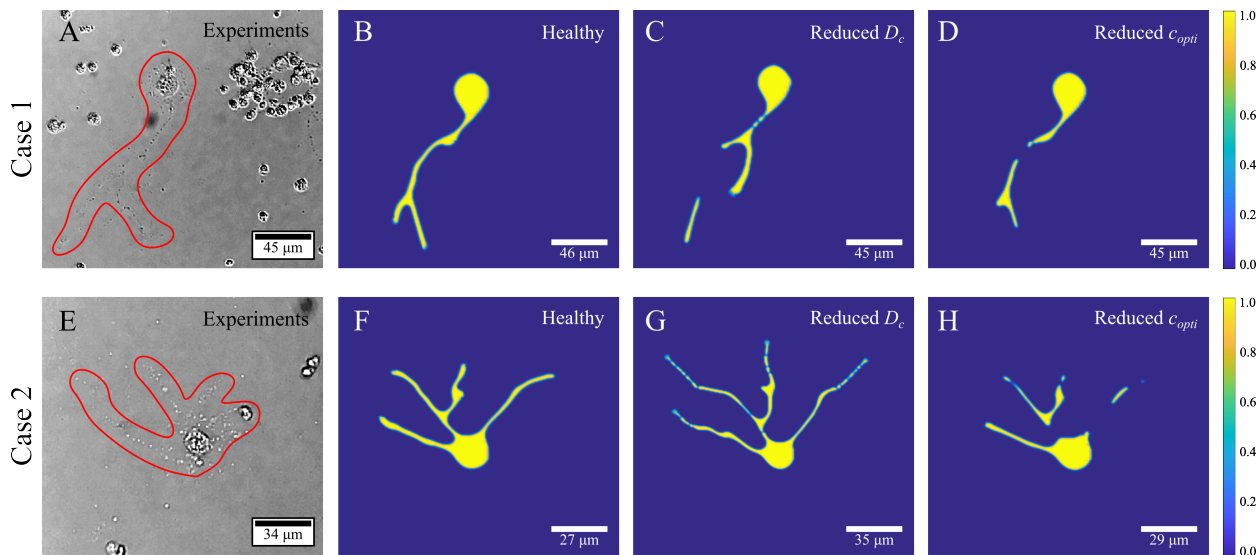 Case 1
A
Experiments
45 μm
B
Healthy
46 μm
C
Reduced D_c
45 μm
D
Reduced c_opti
45 μm
1.0
0.8
0.6
0.4
0.2
0.0
Case 2
E
Experiments
34 μm
F
Healthy
27 μm
G
Reduced D_c
35 μm
H
Reduced c_opti
29 μm
1.0
0.8
0.6
0.4
0.2
0.0